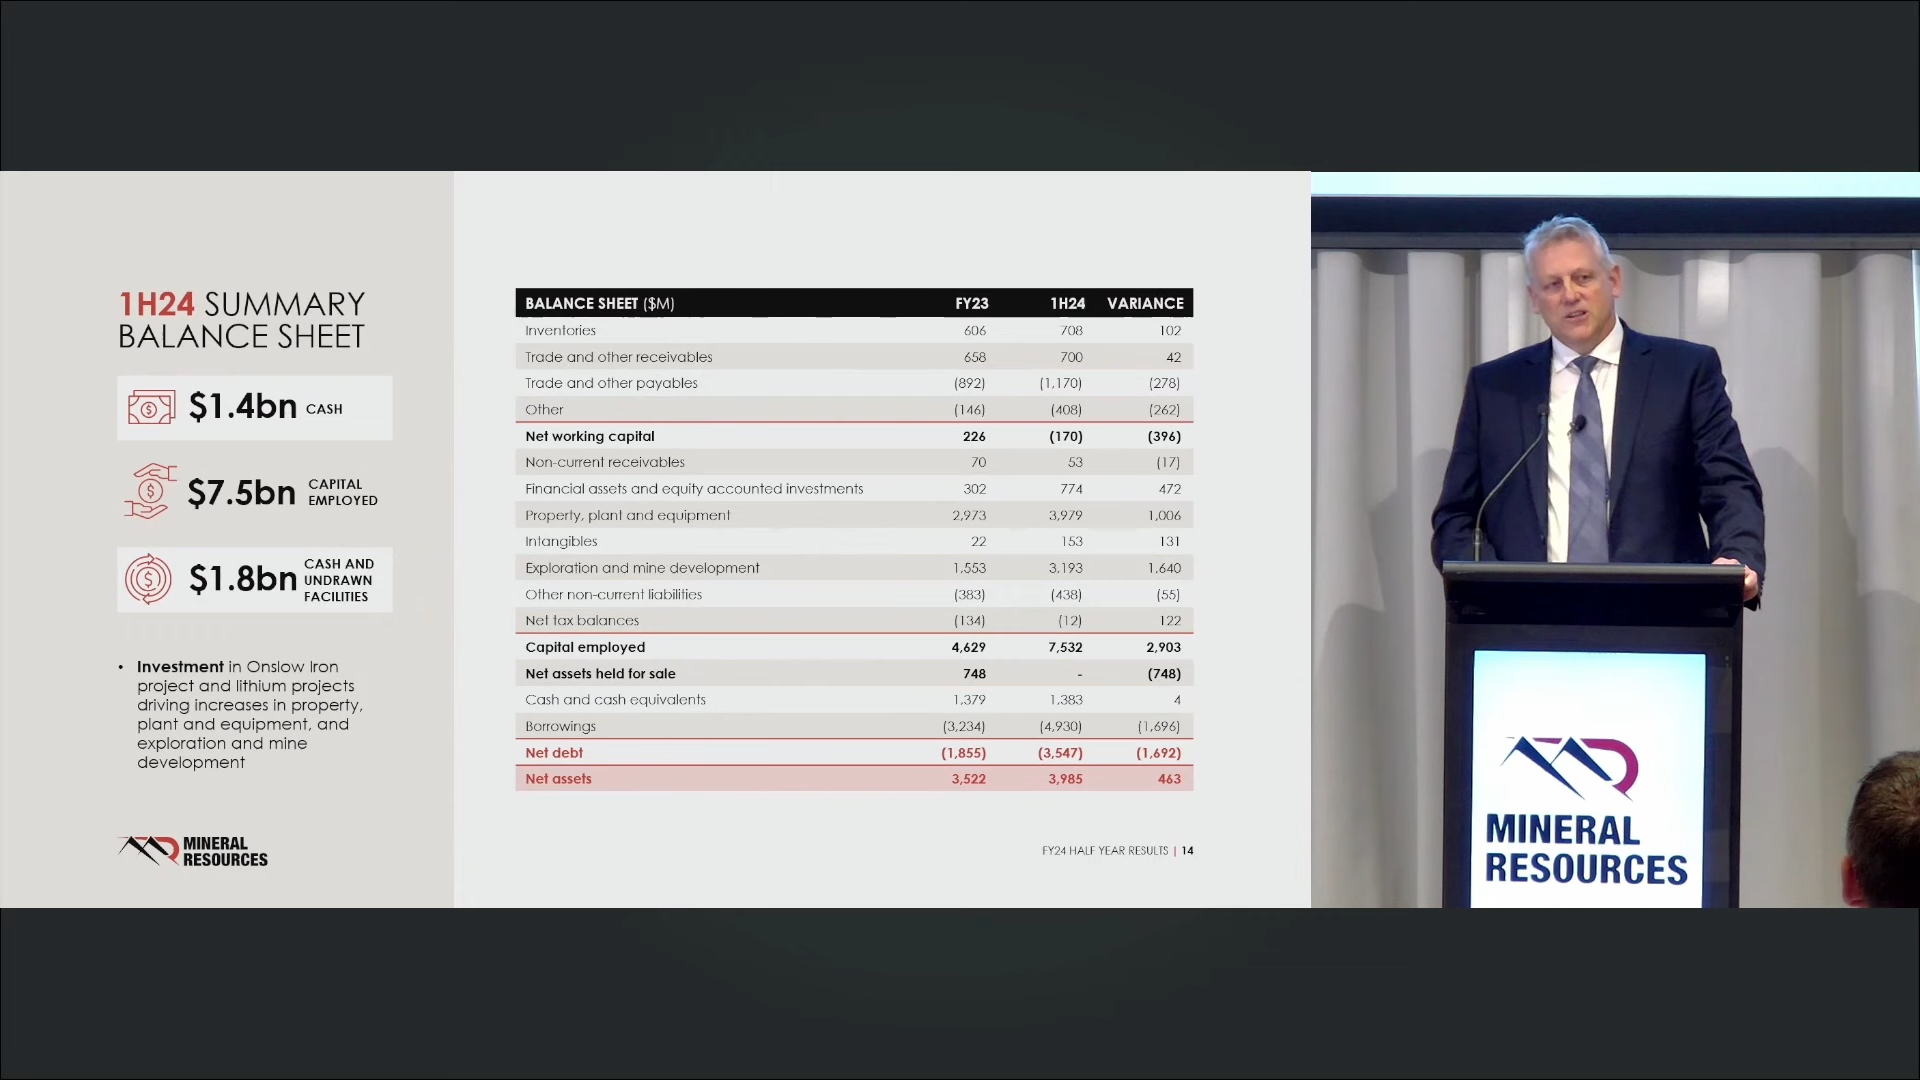 1H24 SUMMARY
BALANCE SHEET
$1.4bn CASH
$7.5bn CAPITAL
EMPLOYED
$1.8bn CASH AND
UNDRAWN
FACILITIES
• Investment in Onslow Iron
project and lithium projects
driving increases in property,
plant and equipment, and
exploration and mine
development
MINERAL
RESOURCES
BALANCE SHEET ($M) FY23 1H24 VARIANCE
Inventories 606 708 102
Trade and other receivables 658 700 42
Trade and other payables (892) (1,170) (278)
Other (146) (408) (262)
Net working capital 226 (170) (396)
Non-current receivables 70 53 (17)
Financial assets and equity accounted investments 302 774 472
Property, plant and equipment 2,973 3,979 1,006
Intangibles 22 153 131
Exploration and mine development 1,553 3,193 1,640
Other non-current liabilities (383) (438) (55)
Net tax balances (134) (12) 122
Capital employed 4,629 7,532 2,903
Net assets held for sale 748 - (748)
Cash and cash equivalents 1,379 1,383 4
Borrowings (3,234) (4,930) (1,696)
Net debt (1,855) (3,547) (1,692)
Net assets 3,522 3,985 463
FY24 HALF YEAR RESULTS | 14
MINERAL
RESOURCES